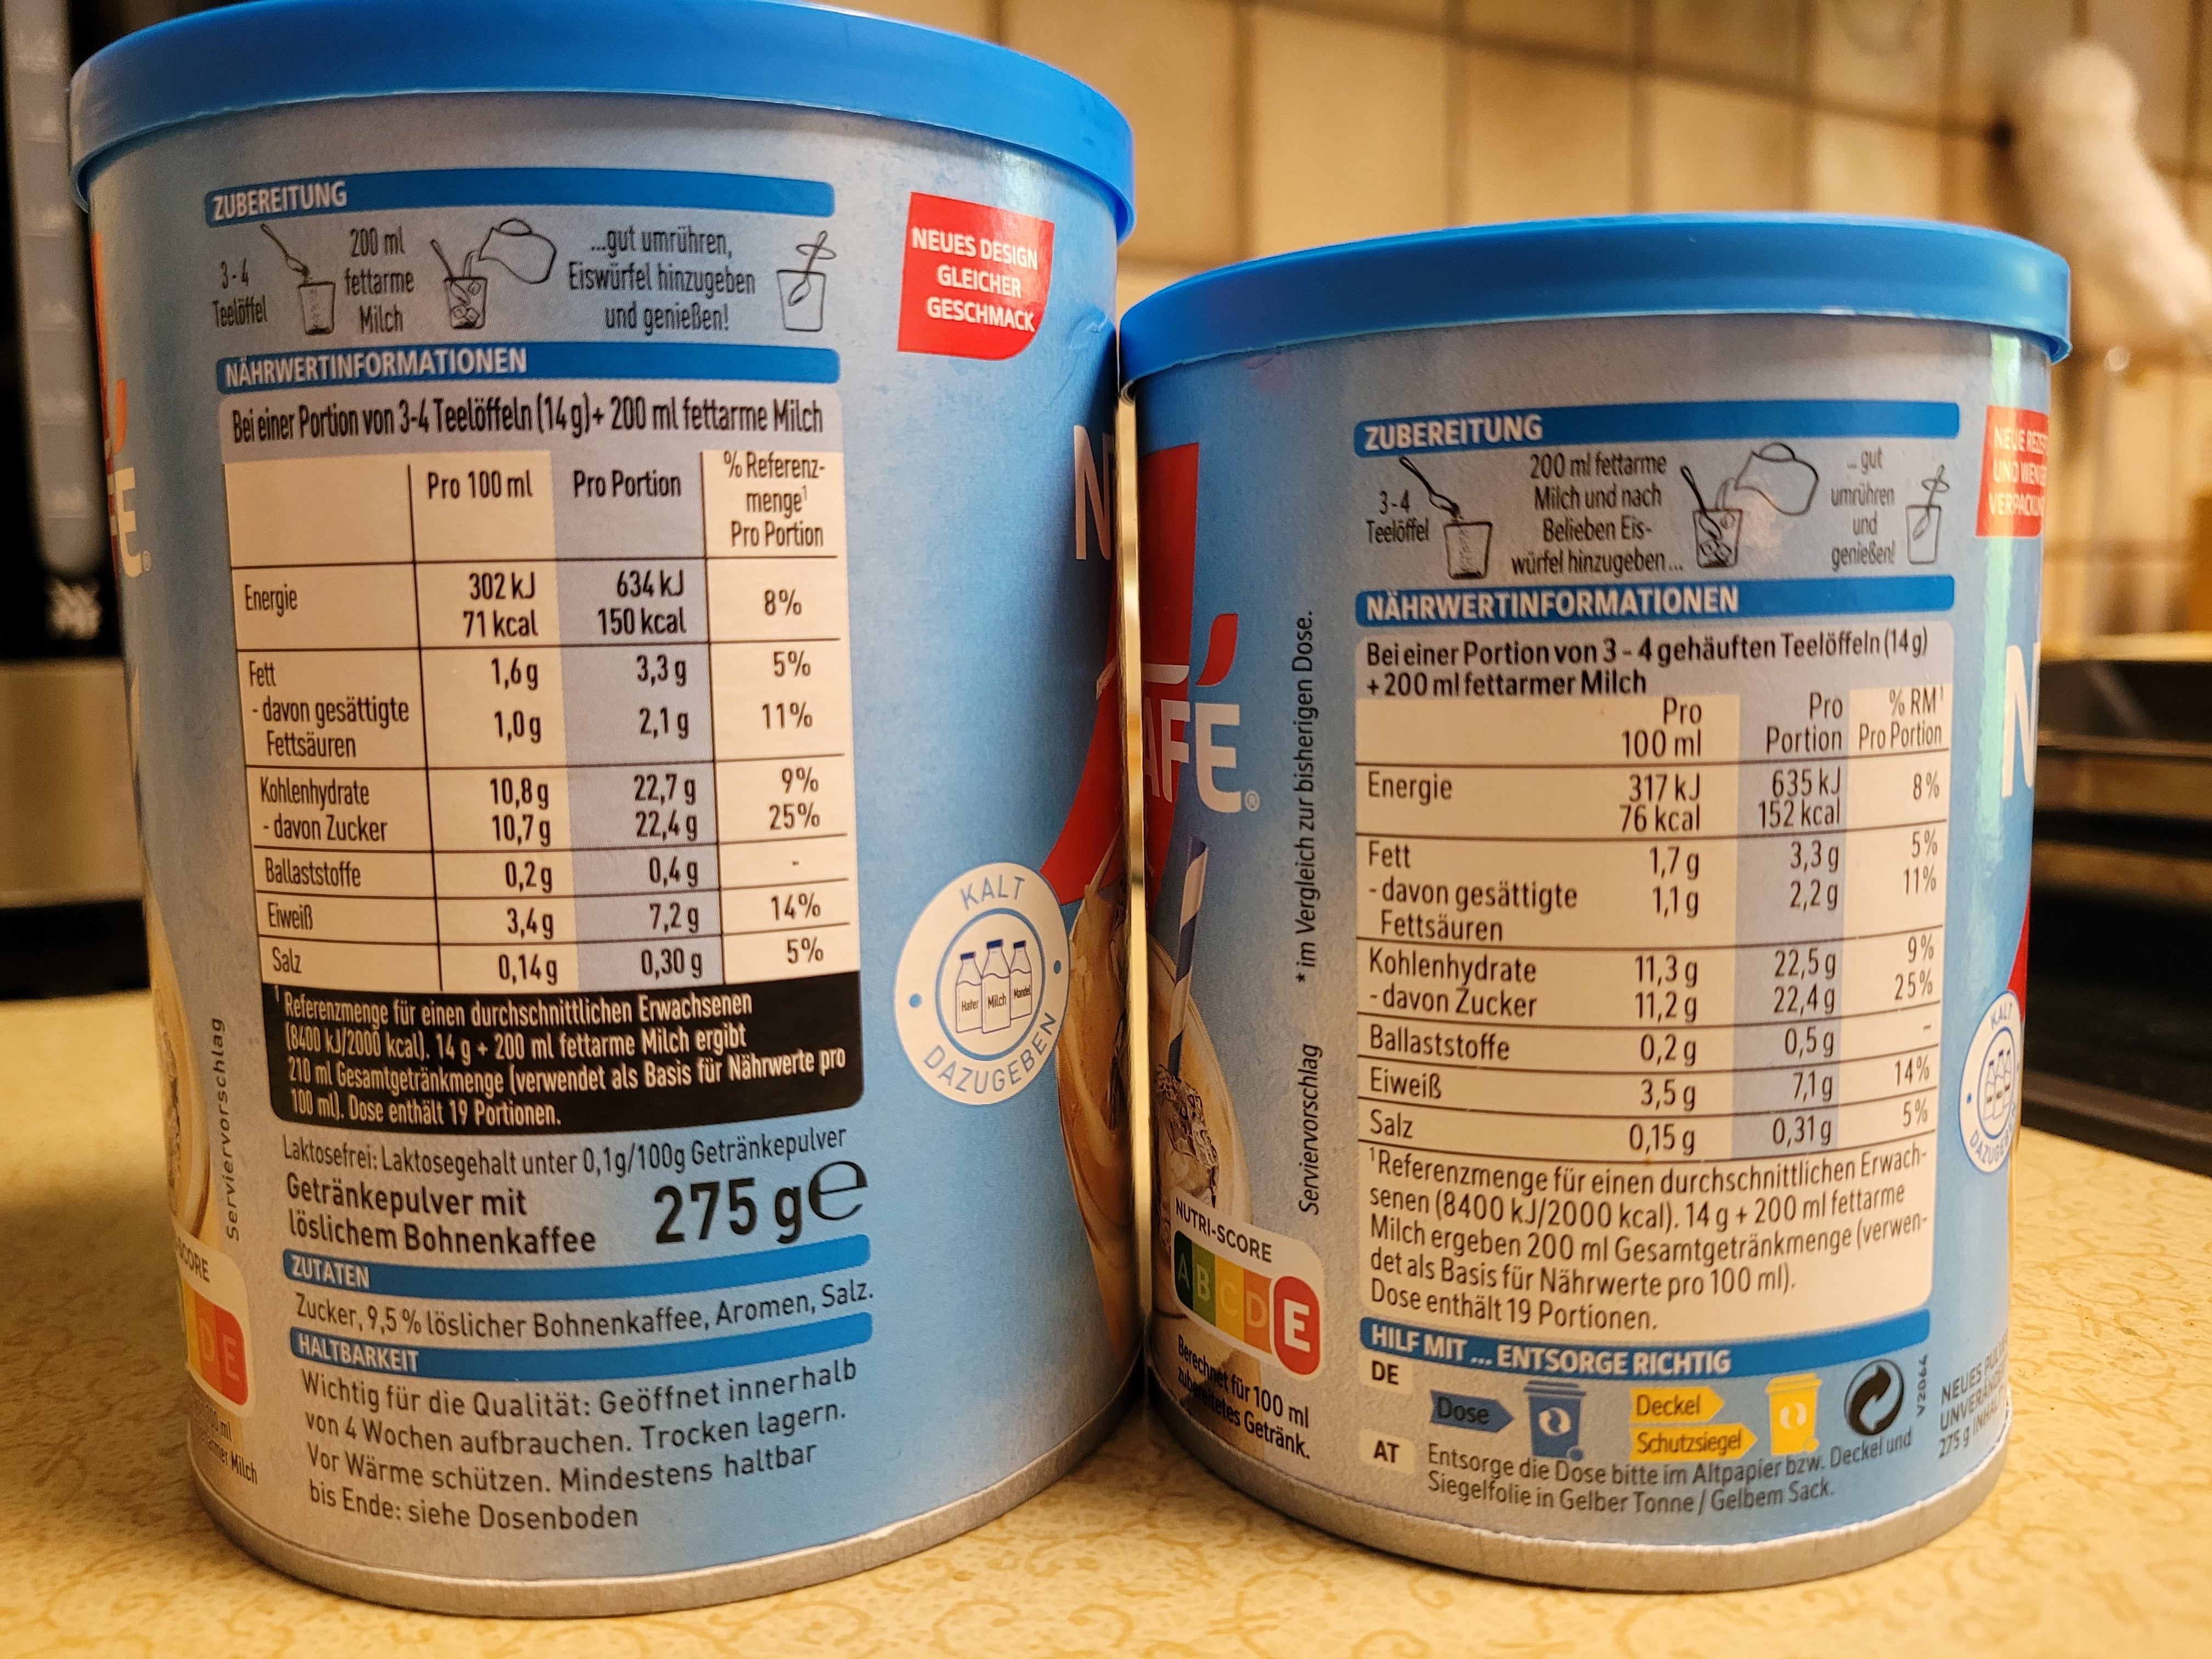 ZUBEREITUNG
3-4
Teelöffel
200 ml
fettarme
Milch
...gut umrühren,
Eiswürfel hinzugeben
und genießen!
NEUES DESIGN
GLEICHER
GESCHMACK
NÄHRWERTINFORMATIONEN
Bei einer Portion von 3-4 Teelöffeln (14 g)+ 200 ml fettarme Milch
Pro 100 ml Pro Portion % Referenz-
menge¹
Pro Portion
Energie 302 kJ 634 kJ 8%
71 kcal 150 kcal
Fett 1,6 g 3,3 g 5%
- davon gesättigte 1,0 g 2,1 g 11%
Fettsäuren
Kohlenhydrate 10,8 g 22,7 g 9%
- davon Zucker 10,7 g 22,4 g 25%
Ballaststoffe 0,2 g 0,4 g -
Eiweiß 3,4 g 7,2 g 14%
Salz 0,14 g 0,30 g 5%
¹ Referenzmenge für einen durchschnittlichen Erwachsenen
(8400 kJ/2000 kcal). 14 g + 200 ml fettarme Milch ergibt
210 ml Gesamtgetränkmenge (verwendet als Basis für Nährwerte pro
100 ml). Dose enthält 19 Portionen.
Laktosefrei: Laktosegehalt unter 0,1g/100g Getränkepulver
Getränkepulver mit
löslichem Bohnenkaffee
275 g e
ZUTATEN
Zucker, 9,5 % löslicher Bohnenkaffee, Aromen, Salz.
HALTBARKEIT
Wichtig für die Qualität: Geöffnet innerhalb
von 4 Wochen aufbrauchen. Trocken lagern.
Vor Wärme schützen. Mindestens haltbar
bis Ende: siehe Dosenboden
Serviervorschlag
DE
ml
Milch
KALT
Hafer Milch Mandel
DAZUGEBEN
N
FE®
AFE®
* im Vergleich zur bisherigen Dose.
Serviervorschlag
NUTRI-SCORE
A B C D E
Berechnet für 100 ml
zubereitetes Getränk.
ZUBEREITUNG
3-4
Teelöffel
200 ml fettarme
Milch und nach
Belieben Eis-
würfel hinzugeben...
... gut
umrühren
und
genießen!
NÄHRWERTINFORMATIONEN
Bei einer Portion von 3 - 4 gehäuften Teelöffeln (14 g)
+ 200 ml fettarmer Milch
Pro Pro % RM¹
100 ml Portion Pro Portion
Energie 317 kJ 635 kJ 8%
76 kcal 152 kcal
Fett 1,7 g 3,3 g 5%
- davon gesättigte 1,1 g 2,2 g 11%
Fettsäuren
Kohlenhydrate 11,3 g 22,5 g 9%
- davon Zucker 11,2 g 22,4 g 25%
Ballaststoffe 0,2 g 0,5 g -
Eiweiß 3,5 g 7,1 g 14%
Salz 0,15 g 0,31 g 5%
¹Referenzmenge für einen durchschnittlichen Erwach-
senen (8400 kJ/2000 kcal). 14 g + 200 ml fettarme
Milch ergeben 200 ml Gesamtgetränkmenge (verwen-
det als Basis für Nährwerte pro 100 ml).
Dose enthält 19 Portionen.
HILF MIT ... ENTSORGE RICHTIG
DE
Dose
Deckel
Schutzsiegel
V2064
AT Entsorge die Dose bitte im Altpapier bzw. Deckel und
Siegelfolie in Gelber Tonne / Gelbem Sack.
NEUE
UND
N
KALT
NEUES
275 g